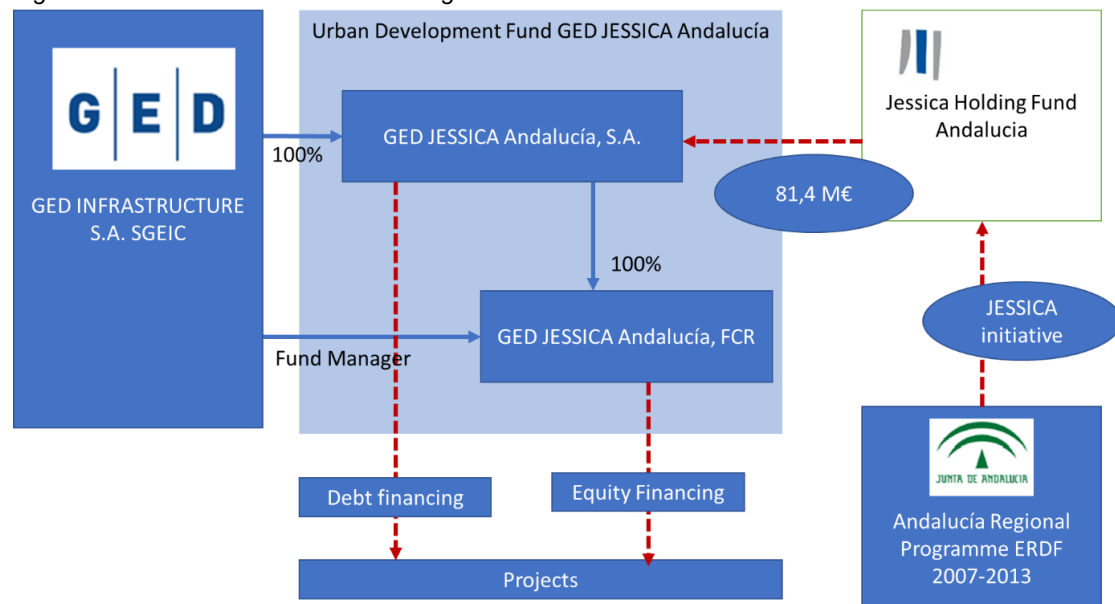 Urban Development Fund GED JESSICA Andalucía
G E D
GED INFRASTRUCTURE
S.A. SGEIC
100%
GED JESSICA Andalucía, S.A.
Jessica Holding Fund
Andalucia
81,4 M€
100%
Fund Manager
GED JESSICA Andalucía, FCR
JESSICA
initiative
Debt financing
Equity Financing
Projects
JUNTA DE ANDALUCIA
Andalucía Regional
Programme ERDF
2007-2013